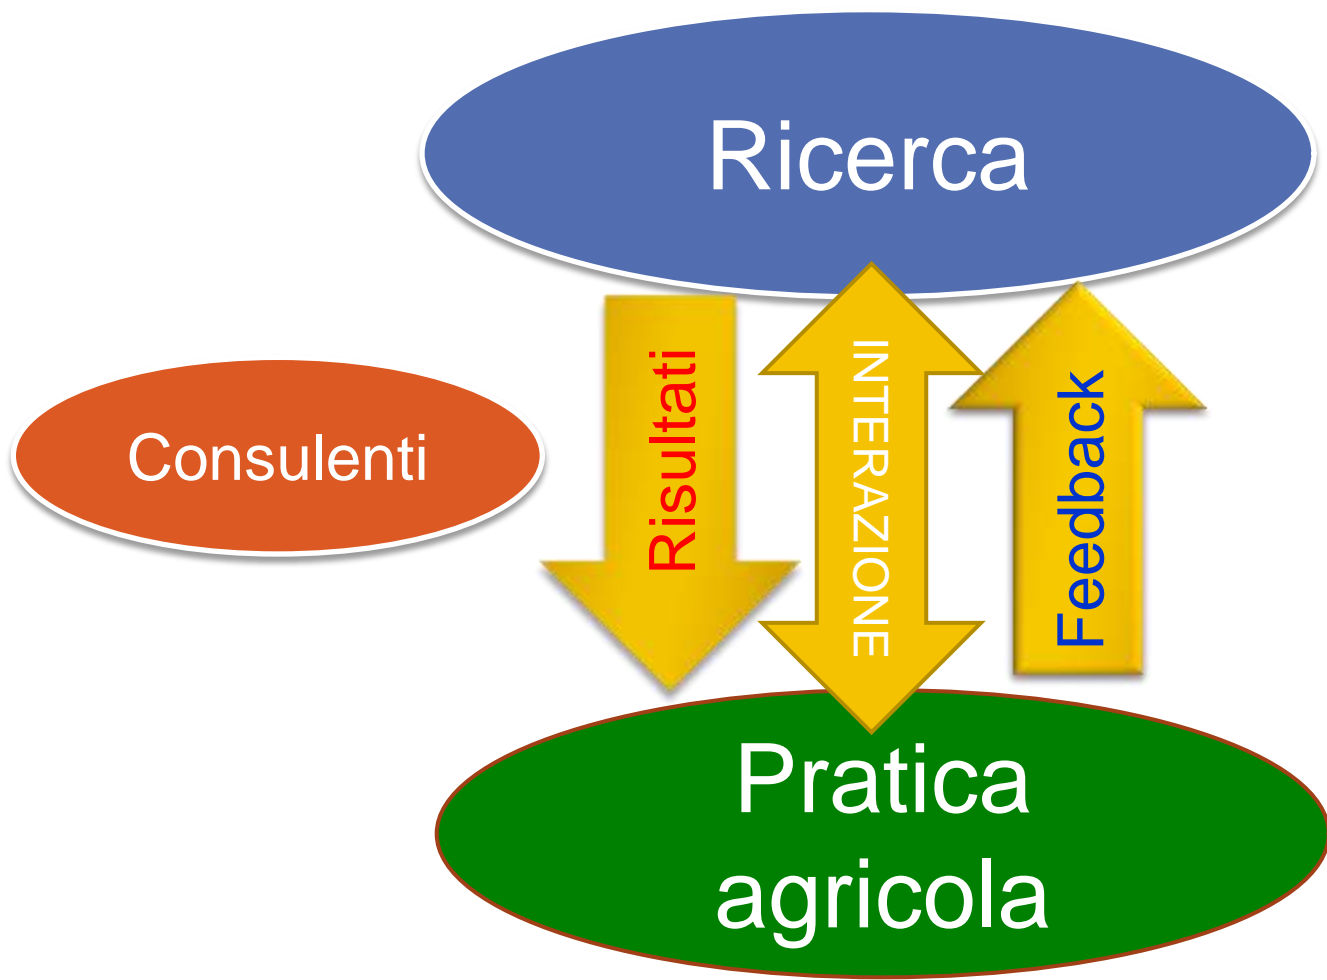 Ricerca
Consulenti
Risultati
INTERAZIONE
Feedback
Pratica
agricola